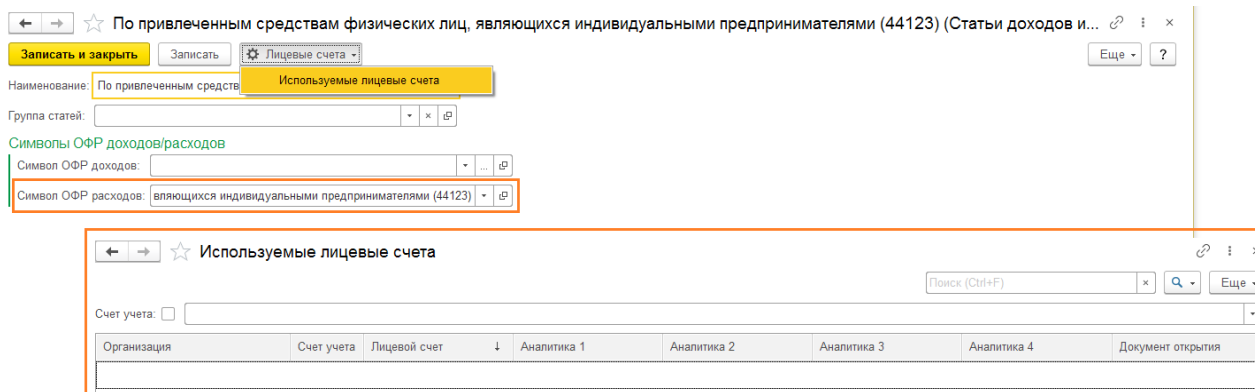 По привлеченным средствам физических лиц, являющихся индивидуальными предпринимателями (44123) (Статьи доходов и...
Записать и закрыть Записать Лицевые счета Еще ?
Используемые лицевые счета
Наименование: По привлеченным средств
Группа статей:
Символы ОФР доходов/расходов
Символ ОФР доходов: ...
Символ ОФР расходов: вляющихся индивидуальными предпринимателями (44123)
Используемые лицевые счета
Поиск (Ctrl+F) Еще
Счет учета:
Организация Счет учета Лицевой счет ↓ Аналитика 1 Аналитика 2 Аналитика 3 Аналитика 4 Документ открытия